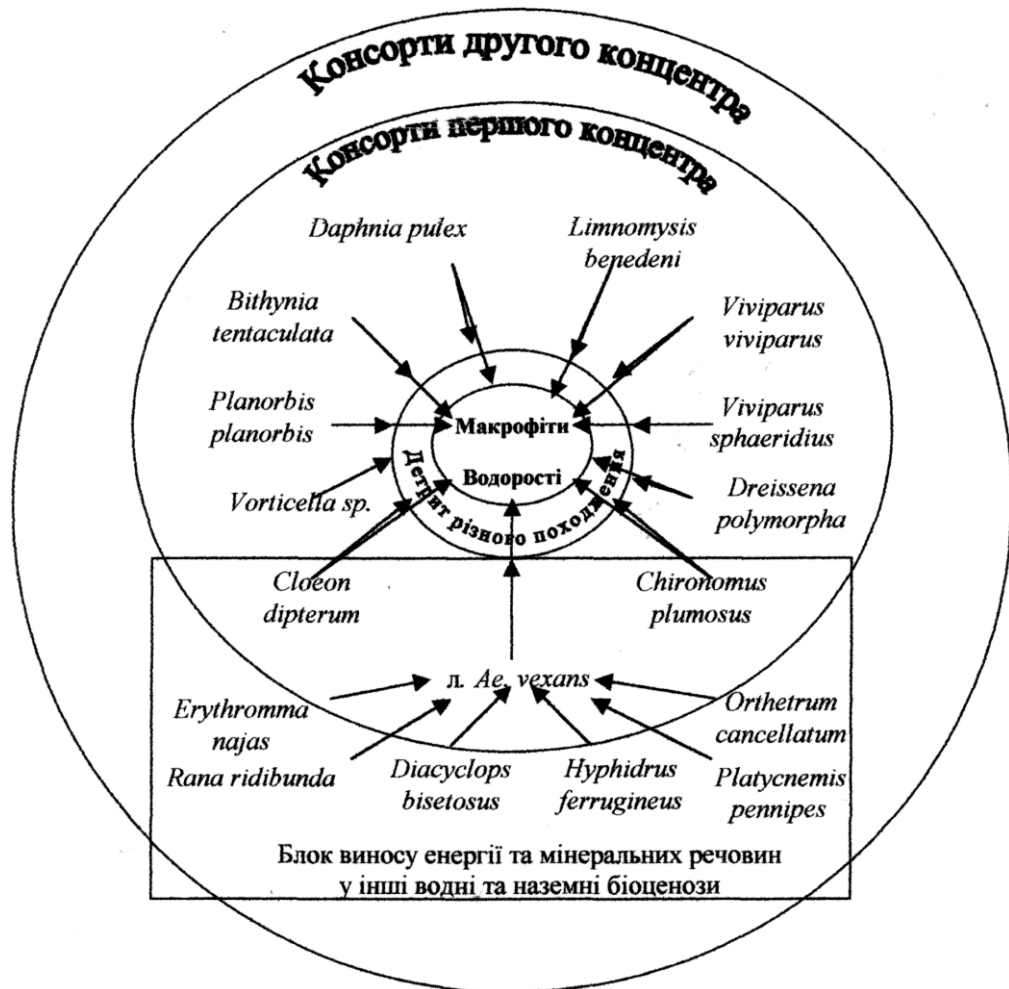 Консорти другого концентра
Консорти першого концентра
Daphnia pulex
Limnomysis
benedeni
Bithynia
tentaculata
Viviparus
viviparus
Planorbis
planorbis
Viviparus
sphaeridius
Макрофіти
Водорості
Детрит різного походження
Vorticella sp.
Dreissena
polymorpha
Cloeon
dipterum
Chironomus
plumosus
л. Ae. vexans
Erythromma
najas
Orthetrum
cancellatum
Rana ridibunda
Diacyclops
bisetosus
Hyphidrus
ferrugineus
Platycnemis
pennipes
Блок виносу енергії та мінеральних речовин
у інші водні та наземні біоценози